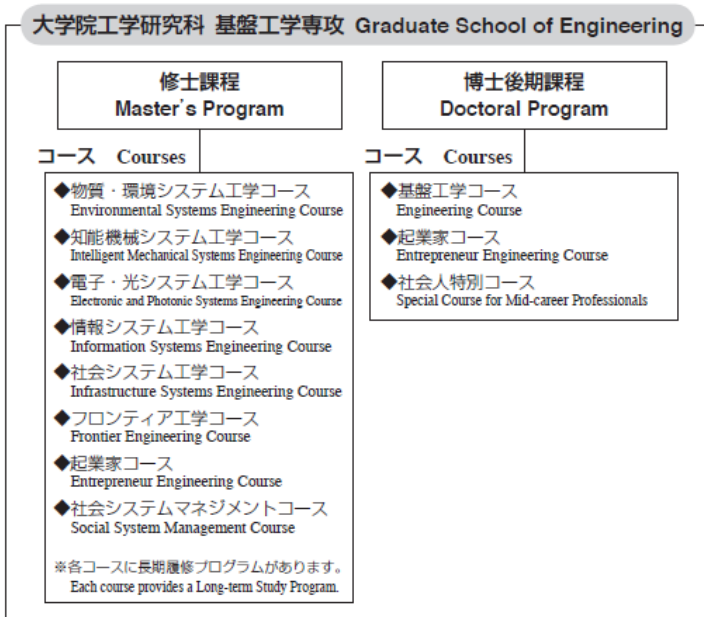 大学院工学研究科 基盤工学専攻 Graduate School of Engineering
修士課程
Master's Program
コース Courses
◆物質・環境システム工学コース
Environmental Systems Engineering Course
◆知能機械システム工学コース
Intelligent Mechanical Systems Engineering Course
◆電子・光システム工学コース
Electronic and Photonic Systems Engineering Course
◆情報システム工学コース
Information Systems Engineering Course
◆社会システム工学コース
Infrastructure Systems Engineering Course
◆フロンティア工学コース
Frontier Engineering Course
◆起業家コース
Entrepreneur Engineering Course
◆社会システムマネジメントコース
Social System Management Course
※各コースに長期履修プログラムがあります。
Each course provides a Long-term Study Program.
博士後期課程
Doctoral Program
コース Courses
◆基盤工学コース
Engineering Course
◆起業家コース
Entrepreneur Engineering Course
◆社会人特別コース
Special Course for Mid-career Professionals